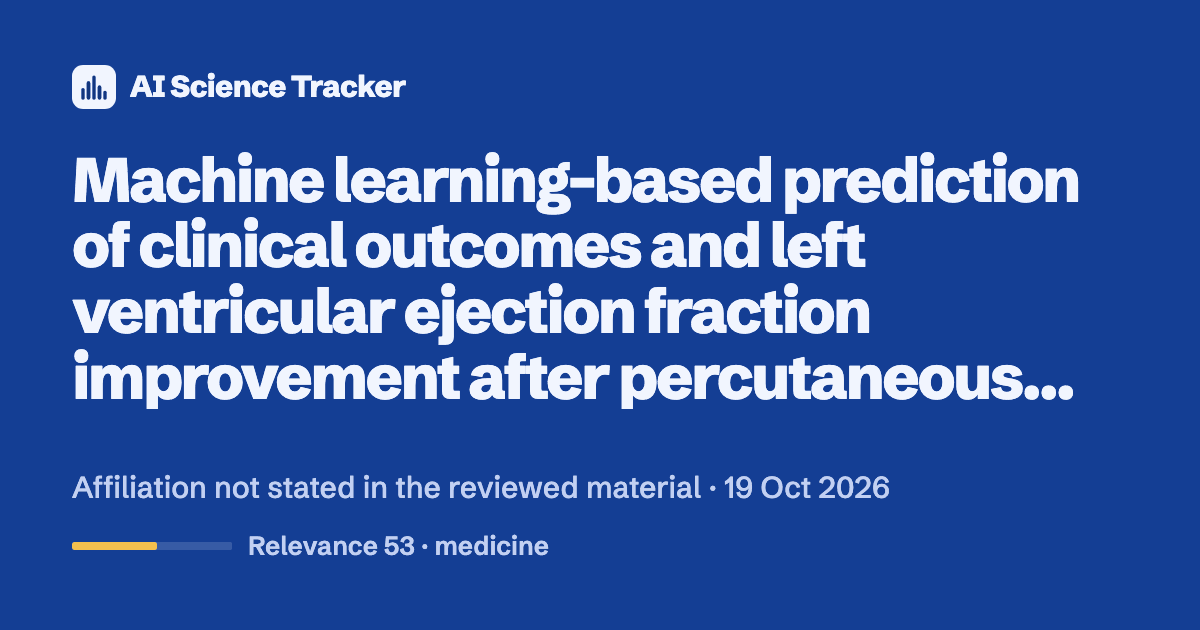 AI Science Tracker
Machine learning-based prediction
of clinical outcomes and left
ventricular ejection fraction
improvement after percutaneous...
Affiliation not stated in the reviewed material · 19 Oct 2026
Relevance 53 · medicine